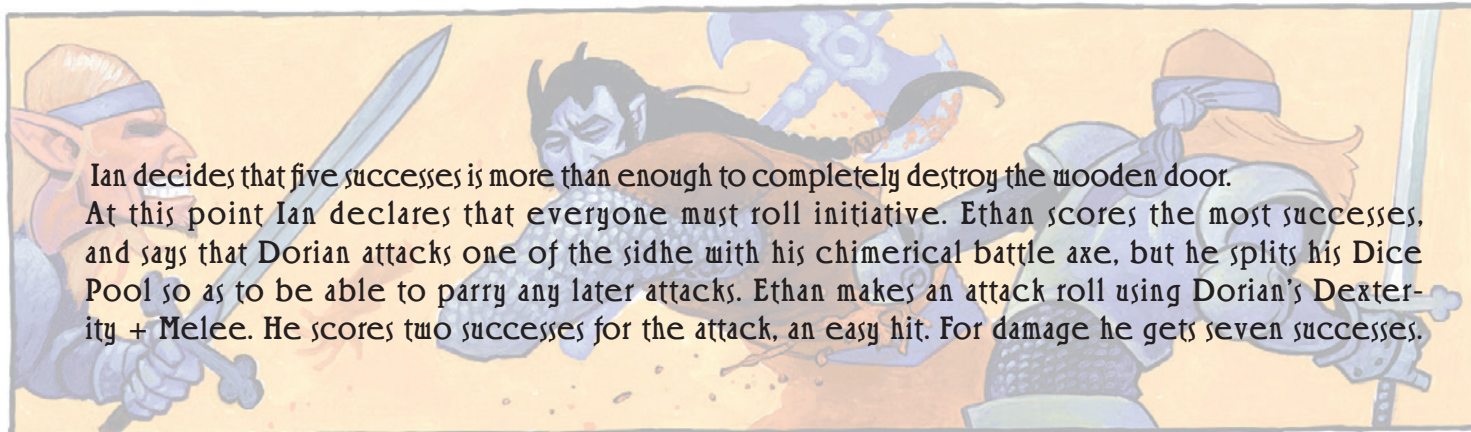 Ian decides that five successes is more than enough to completely destroy the wooden door.
At this point Ian declares that everyone must roll initiative. Ethan scores the most successes,
and says that Dorian attacks one of the sidhe with his chimerical battle axe, but he splits his Dice
Pool so as to be able to parry any later attacks. Ethan makes an attack roll using Dorian's Dexter-
ity + Melee. He scores two successes for the attack, an easy hit. For damage he gets seven successes.